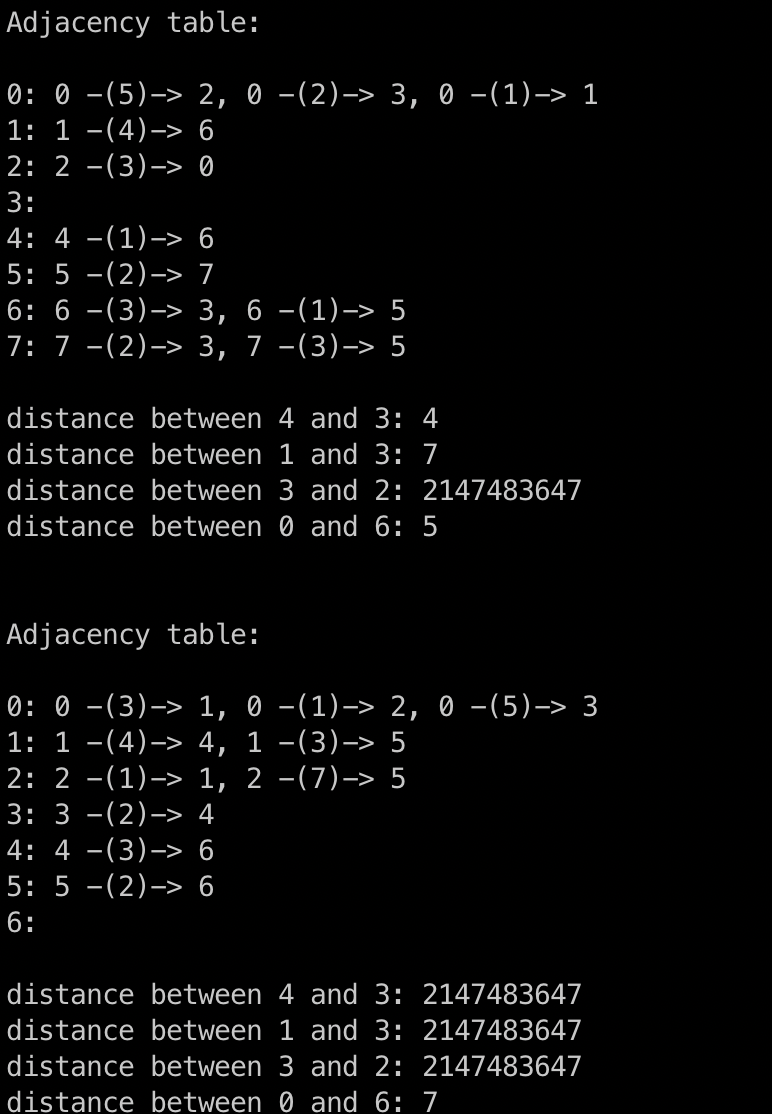 Adjacency table:
0: 0 -(5)-> 2, 0 -(2)-> 3, 0 -(1)-> 1
1: 1 -(4)-> 6
2: 2 -(3)-> 0
3:
4: 4 -(1)-> 6
5: 5 -(2)-> 7
6: 6 -(3)-> 3, 6 -(1)-> 5
7: 7 -(2)-> 3, 7 -(3)-> 5
distance between 4 and 3: 4
distance between 1 and 3: 7
distance between 3 and 2: 2147483647
distance between 0 and 6: 5
Adjacency table:
0: 0 -(3)-> 1, 0 -(1)-> 2, 0 -(5)-> 3
1: 1 -(4)-> 4, 1 -(3)-> 5
2: 2 -(1)-> 1, 2 -(7)-> 5
3: 3 -(2)-> 4
4: 4 -(3)-> 6
5: 5 -(2)-> 6
6:
distance between 4 and 3: 2147483647
distance between 1 and 3: 2147483647
distance between 3 and 2: 2147483647
distance between 0 and 6: 7